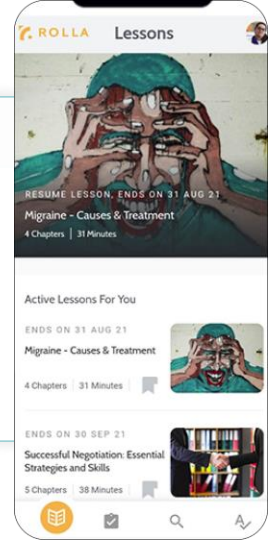 ROLLA Lessons
RESUME LESSON, ENDS ON 31 AUG 21
Migraine - Causes & Treatment
4 Chapters | 31 Minutes
Active Lessons For You
ENDS ON 31 AUG 21
Migraine - Causes & Treatment
4 Chapters | 31 Minutes
ENDS ON 30 SEP 21
Successful Negotiation: Essential
Strategies and Skills
5 Chapters | 38 Minutes